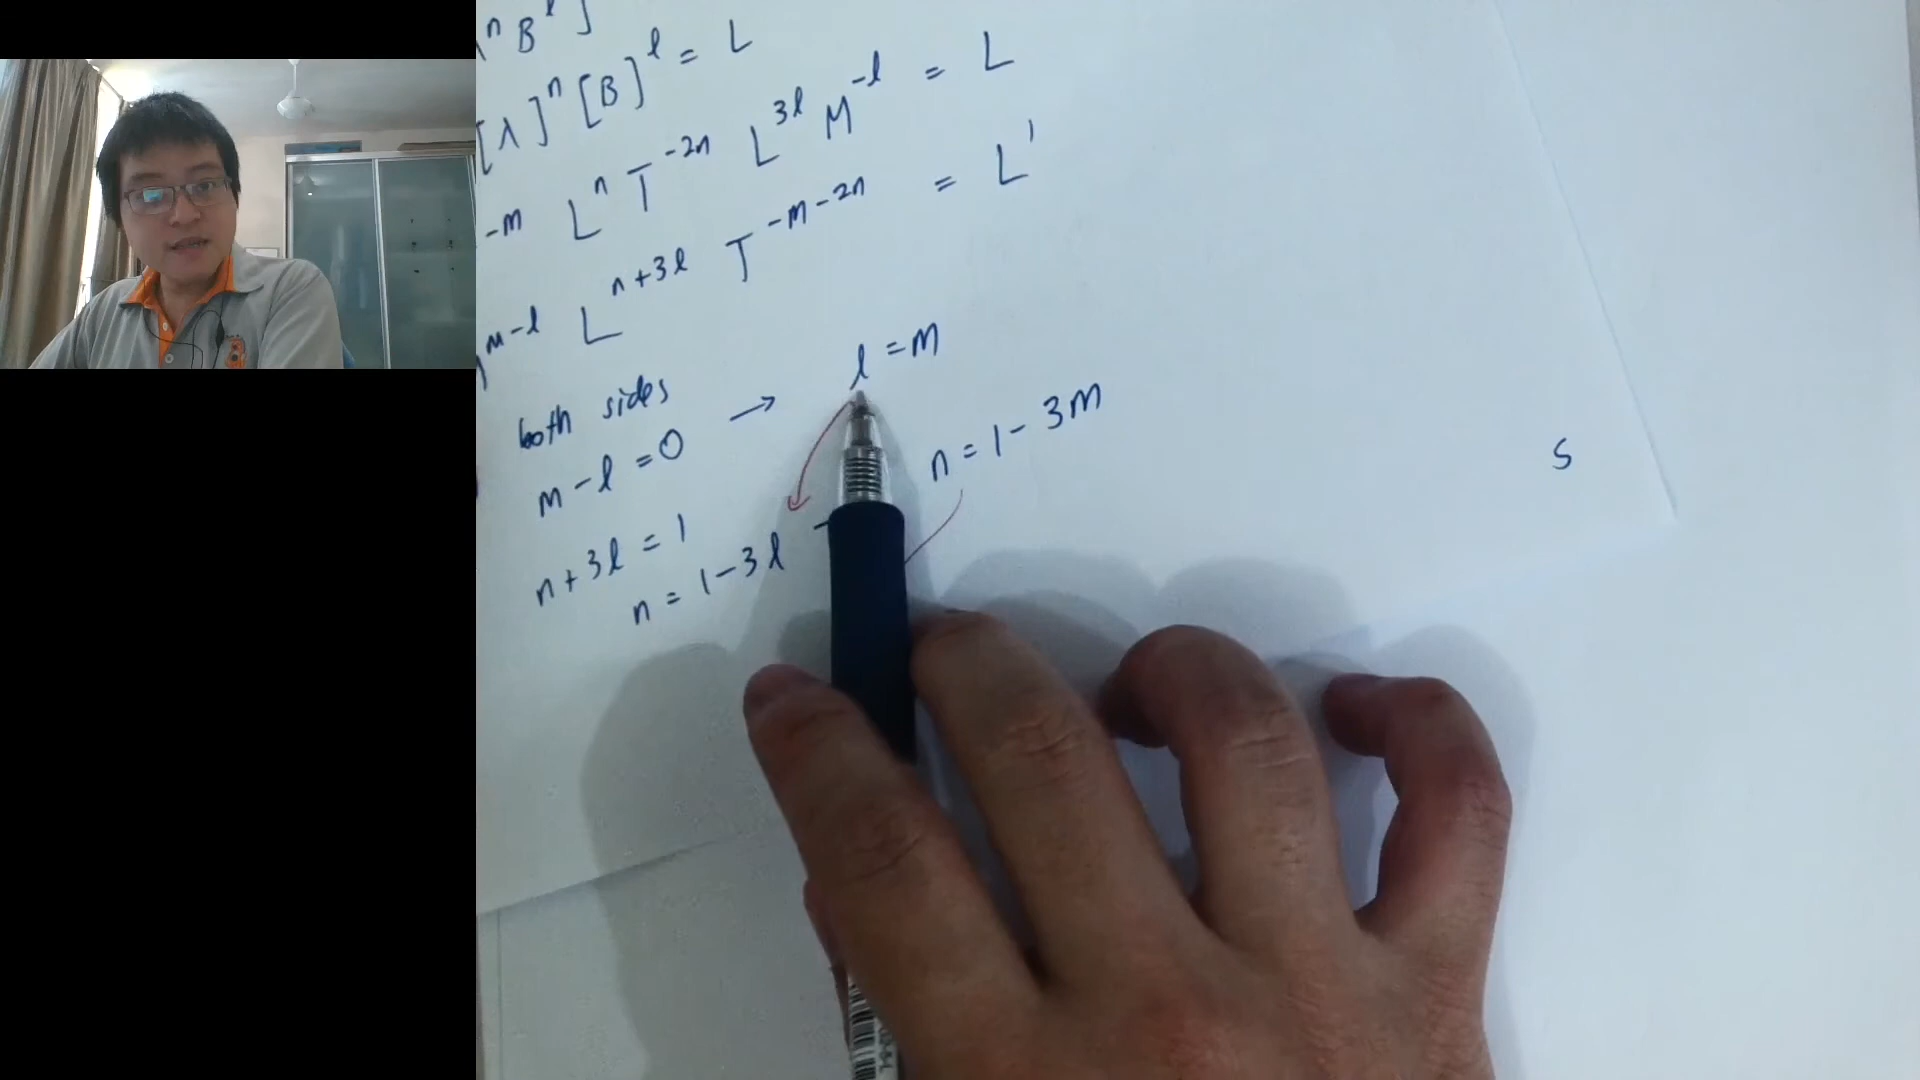 n B^l ]
[λ]^n [B]^l = L
-m L^n T^-2n L^3l M^-l = L
M-l L^n+3l T^-m-2n = L^1
both sides
m - l = 0 → l = m
n + 3l = 1
n = 1 - 3l
n = 1 - 3m
S